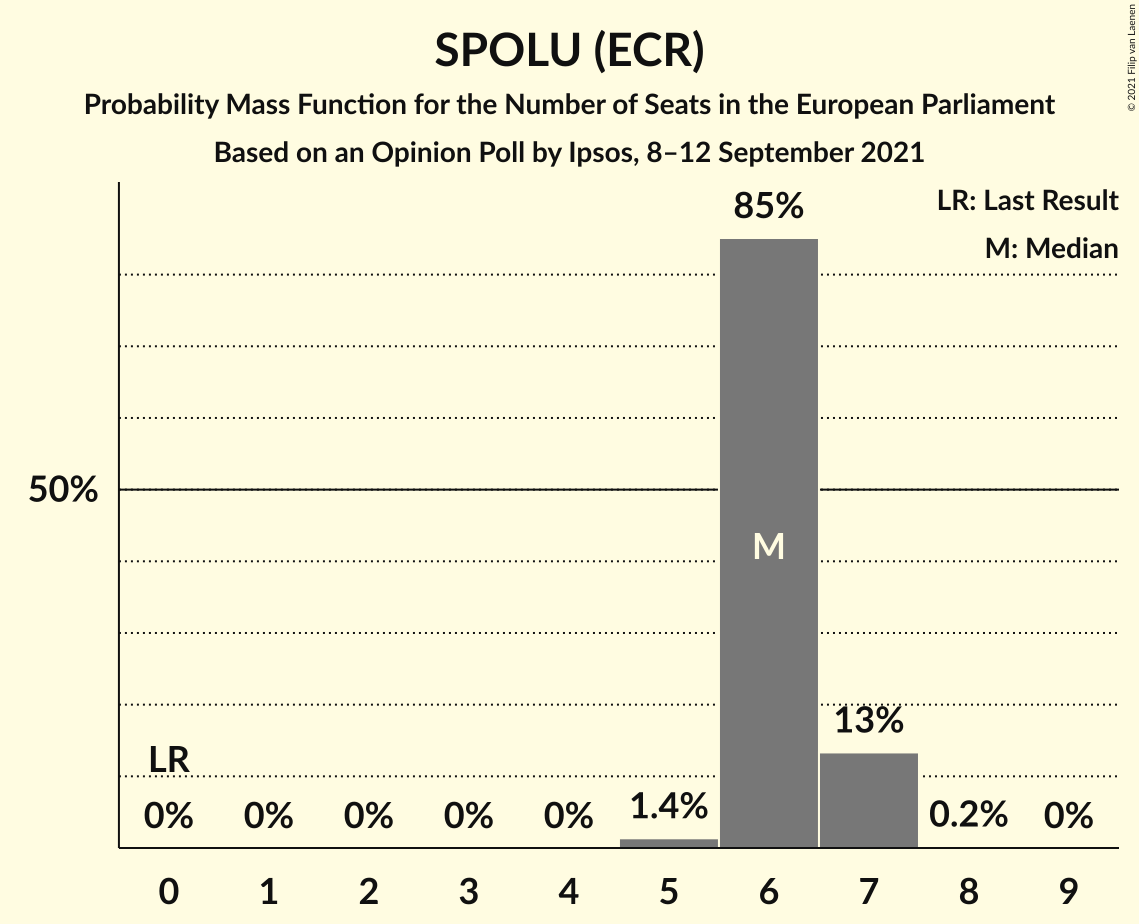 SPOLU (ECR)
Probability Mass Function for the Number of Seats in the European Parliament
Based on an Opinion Poll by Ipsos, 8–12 September 2021
© 2021 Filip van Laenen
LR: Last Result
M: Median
85%
50%
M
13%
LR
0% 0% 0% 0% 0% 1.4% 0.2% 0%
0 1 2 3 4 5 6 7 8 9